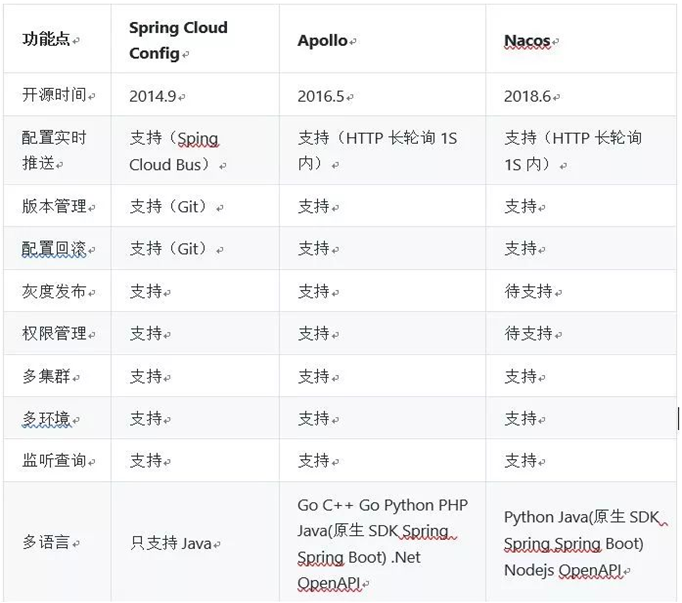 功能点 Spring Cloud Config Apollo Nacos
开源时间 2014.9 2016.5 2018.6
配置实时推送 支持（Sping Cloud Bus） 支持（HTTP 长轮询 1S 内） 支持（HTTP 长轮询 1S 内）
版本管理 支持（Git） 支持 支持
配置回滚 支持（Git） 支持 支持
灰度发布 支持 支持 待支持
权限管理 支持 支持 待支持
多集群 支持 支持 支持
多环境 支持 支持 支持
监听查询 支持 支持 支持
多语言 只支持 Java Go C++ Go Python PHP Java(原生 SDK Spring Spring Boot) .Net OpenAPI Python Java(原生 SDK Spring Spring Boot) Nodejs OpenAPI